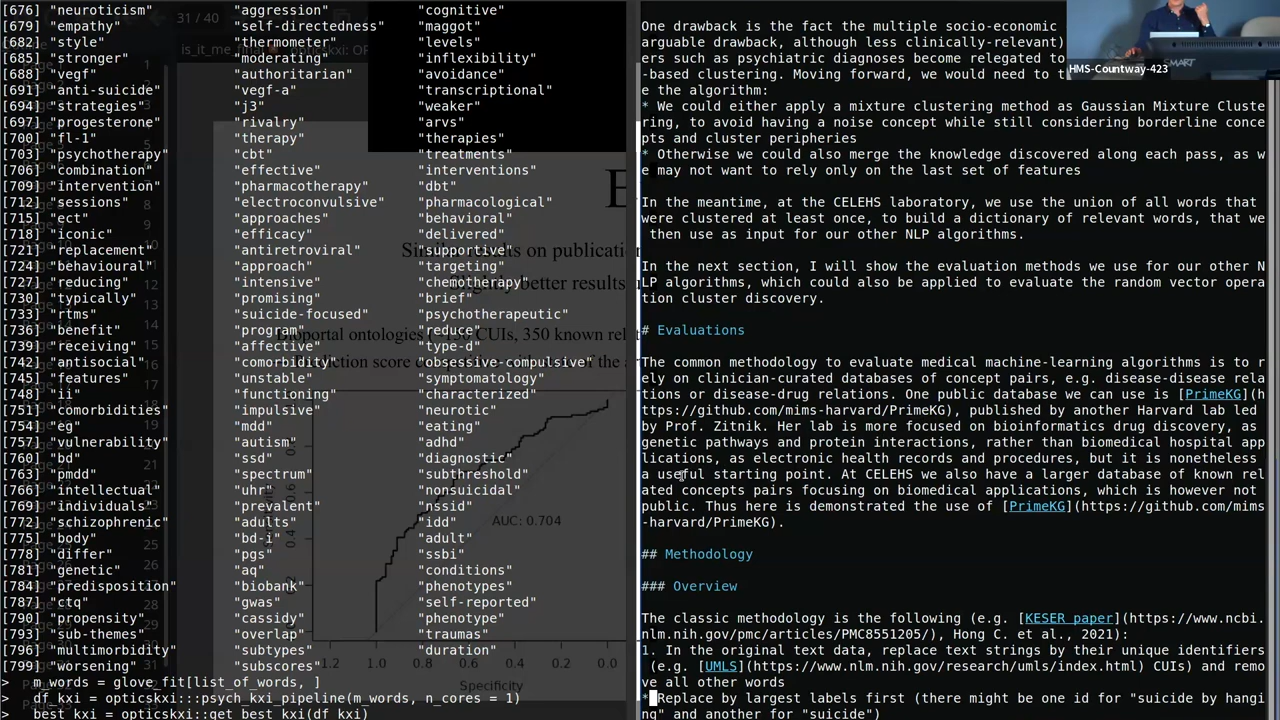 [676] "neuroticism" "aggression" "cognitive"
[679] "empathy" "self-directedness" "maggot"
[682] "style" "thermometer" "levels"
[685] "stronger" "moderating" "inflexibility"
[688] "vegf" "authoritarian" "avoidance"
[691] "anti-suicide" "vegf-a" "transcriptional"
[694] "strategies" "j3" "weaker"
[697] "progesterone" "rivalry" "arvs"
[700] "fl-1" "therapy" "therapies"
[703] "psychotherapy" "cbt" "treatments"
[706] "combination" "effective" "interventions"
[709] "intervention" "pharmacotherapy" "dbt"
[712] "sessions" "electroconvulsive" "pharmacological"
[715] "ect" "approaches" "behavioral"
[718] "iconic" "efficacy" "delivered"
[721] "replacement" "antiretroviral" "supportive"
[724] "behavioural" "approach" "targeting"
[727] "reducing" "intensive" "chemotherapy"
[730] "typically" "promising" "brief"
[733] "rtms" "suicide-focused" "psychotherapeutic"
[736] "benefit" "program" "reduce"
[739] "receiving" "affective" "type-d"
[742] "antisocial" "comorbidity" "obsessive-compulsive"
[745] "features" "unstable" "symptomatology"
[748] "ii" "functioning" "characterized"
[751] "comorbidities" "impulsive" "neurotic"
[754] "eg" "mdd" "eating"
[757] "vulnerability" "autism" "adhd"
[760] "bd" "ssd" "diagnostic"
[763] "pmdd" "spectrum" "subthreshold"
[766] "intellectual" "uhr" "nonsuicidal"
[769] "individuals" "prevalent" "nssid"
[772] "schizophrenic" "adults" "idd"
[775] "body" "bd-i" "adult"
[778] "differ" "pgs" "ssbi"
[781] "genetic" "aq" "conditions"
[784] "predisposition" "biobank" "phenotypes"
[787] "ctq" "gwas" "self-reported"
[790] "propensity" "cassidy" "phenotype"
[793] "sub-themes" "overlap" "traumas"
[796] "multimorbidity" "subtypes" "duration"
[799] "worsening" "subscores"
> m_words = glove_fit[list_of_words, ]
> df_kxi = opticskxi:::psych_kxi_pipeline(m_words, n_cores = 1)
> best_kxi = opticskxi::get_best_kxi(df_kxi)
31 / 40
AUC: 0.704
1.2 1.0 0.8 0.6 0.4 0.2 0.0
Specificity
One drawback is the fact the multiple socio-economic
arguable drawback, although less clinically-relevant)
ers such as psychiatric diagnoses become relegated to
-based clustering. Moving forward, we would need to t
e the algorithm:
* We could either apply a mixture clustering method as Gaussian Mixture Cluste
ring, to avoid having a noise concept while still considering borderline conce
pts and cluster peripheries
* Otherwise we could also merge the knowledge discovered along each pass, as w
e may not want to rely only on the last set of features
In the meantime, at the CELEHS laboratory, we use the union of all words that
were clustered at least once, to build a dictionary of relevant words, that we
then use as input for our other NLP algorithms.
In the next section, I will show the evaluation methods we use for our other N
LP algorithms, which could also be applied to evaluate the random vector opera
tion cluster discovery.
# Evaluations
The common methodology to evaluate medical machine-learning algorithms is to r
ely on clinician-curated databases of concept pairs, e.g. disease-disease rela
tions or disease-drug relations. One public database we can use is [PrimeKG](h
ttps://github.com/mims-harvard/PrimeKG), published by another Harvard lab led
by Prof. Zitnik. Her lab is more focused on bioinformatics drug discovery, as
genetic pathways and protein interactions, rather than biomedical hospital app
lications, as electronic health records and procedures, but it is nonetheless
a useful starting point. At CELEHS we also have a larger database of known rel
ated concepts pairs focusing on biomedical applications, which is however not
public. Thus here is demonstrated the use of [PrimeKG](https://github.com/mims
-harvard/PrimeKG).
## Methodology
### Overview
The classic methodology is the following (e.g. [KESER paper](https://www.ncbi.
nlm.nih.gov/pmc/articles/PMC8551205/), Hong C. et al., 2021):
1. In the original text data, replace text strings by their unique identifiers
(e.g. [UMLS](https://www.nlm.nih.gov/research/umls/index.html) CUIs) and remo
ve all other words
* Replace by largest labels first (there might be one id for "suicide by hangi
ng" and another for "suicide")
HMS-Countway-423
SMART